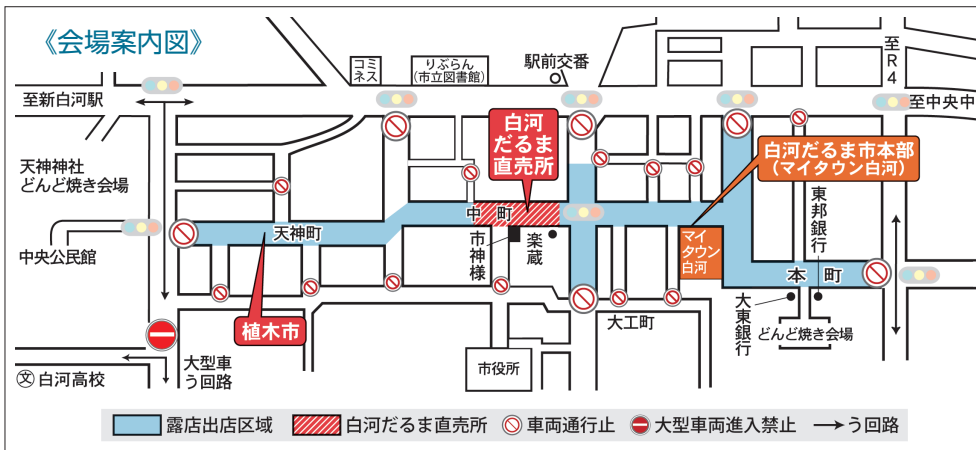 《会場案内図》
コミ
ネス
りぶらん
(市立図書館)
駅前交番
至R4
至新白河駅
至中央中
白河
だるま
直売所
白河だるま市本部
(マイタウン白河)
天神神社
どんど焼き会場
中町
東邦銀行
天神町
市神様
楽蔵
マイ
タウン
白河
中央公民館
本町
植木市
大工町
大東銀行
どんど焼き会場
大型車
う回路
市役所
文 白河高校
露店出店区域 白河だるま直売所 車両通行止 大型車両進入禁止 う回路